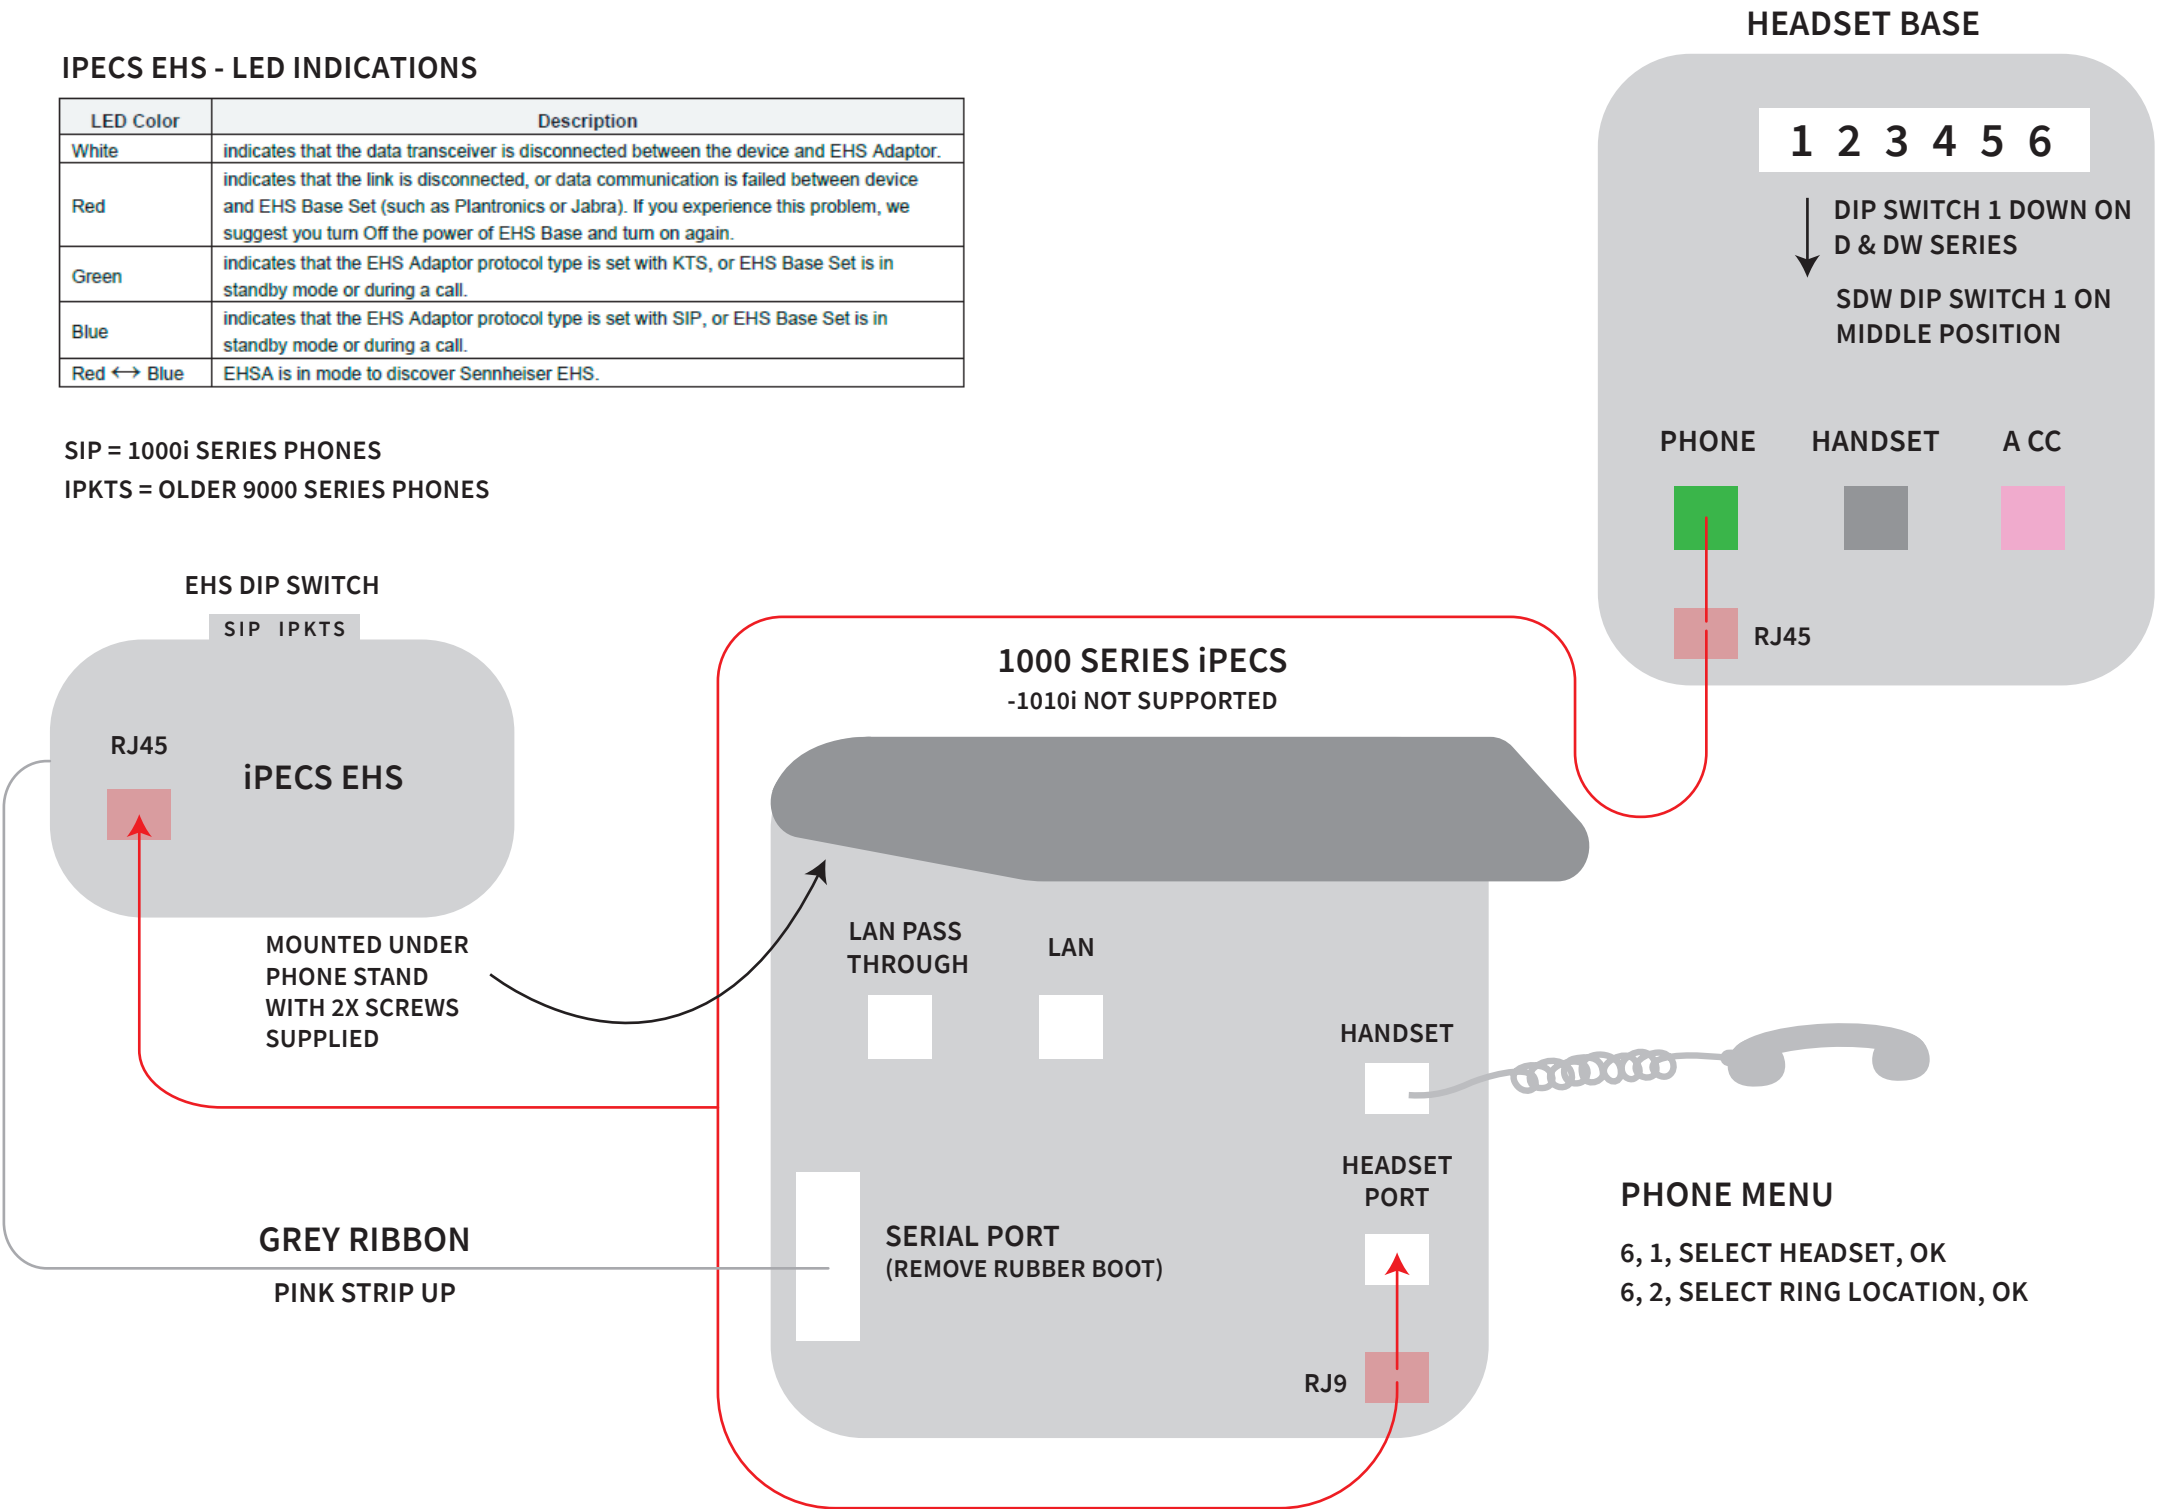 HEADSET BASE
IPECS EHS - LED INDICATIONS
LED Color Description
White indicates that the data transceiver is disconnected between the device and EHS Adaptor.
indicates that the link is disconnected, or data communication is failed between device
Red and EHS Base Set (such as Plantronics or Jabra). If you experience this problem, we
suggest you turn Off the power of EHS Base and turn on again.
indicates that the EHS Adaptor protocol type is set with KTS, or EHS Base Set is in
Green
standby mode or during a call.
indicates that the EHS Adaptor protocol type is set with SIP, or EHS Base Set is in
Blue
standby mode or during a call.
Red ↔ Blue EHSA is in mode to discover Sennheiser EHS.
1 2 3 4 5 6
DIP SWITCH 1 DOWN ON
D & DW SERIES
SDW DIP SWITCH 1 ON
MIDDLE POSITION
PHONE HANDSET A CC
RJ45
SIP = 1000i SERIES PHONES
IPKTS = OLDER 9000 SERIES PHONES
EHS DIP SWITCH
SIP IPKTS
RJ45
iPECS EHS
MOUNTED UNDER
PHONE STAND
WITH 2X SCREWS
SUPPLIED
1000 SERIES iPECS
-1010i NOT SUPPORTED
LAN PASS
THROUGH
LAN
HANDSET
HEADSET
PORT
SERIAL PORT
(REMOVE RUBBER BOOT)
RJ9
GREY RIBBON
PINK STRIP UP
PHONE MENU
6, 1, SELECT HEADSET, OK
6, 2, SELECT RING LOCATION, OK